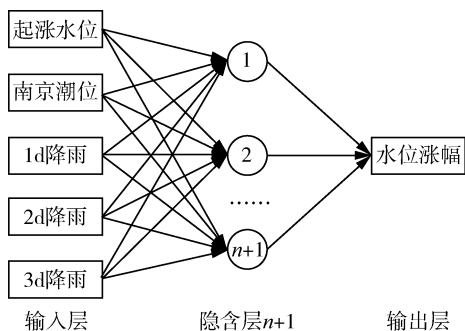 起涨水位
南京潮位
1d降雨
2d降雨
3d降雨
输入层
1
2
……
n+1
隐含层n+1
水位涨幅
输出层